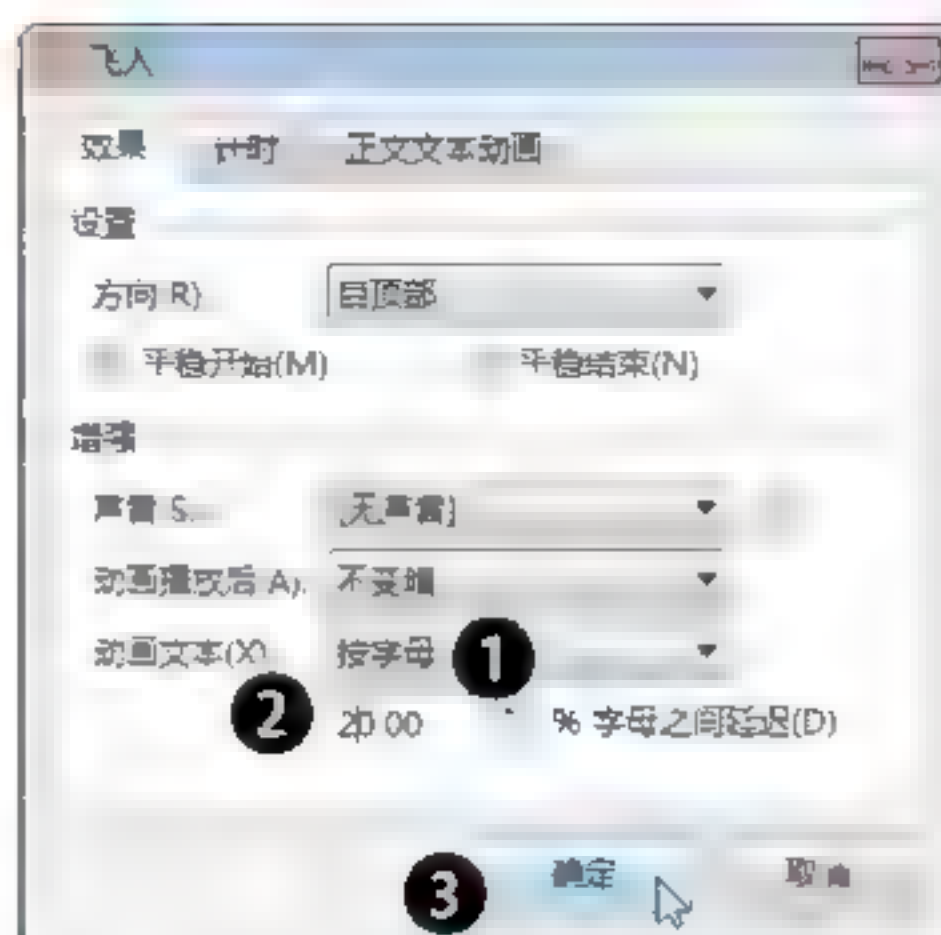 飞入
效果 计时 正文文本动画
设置
方向 R) 自顶部
平稳开始(M) 平稳结束(N)
增强
声音 S... [无声音]
动画播放后 A). 不变暗
动画文本(X) 按字母 1
2 20.00 % 字母之间延迟(D)
3 确定 取消